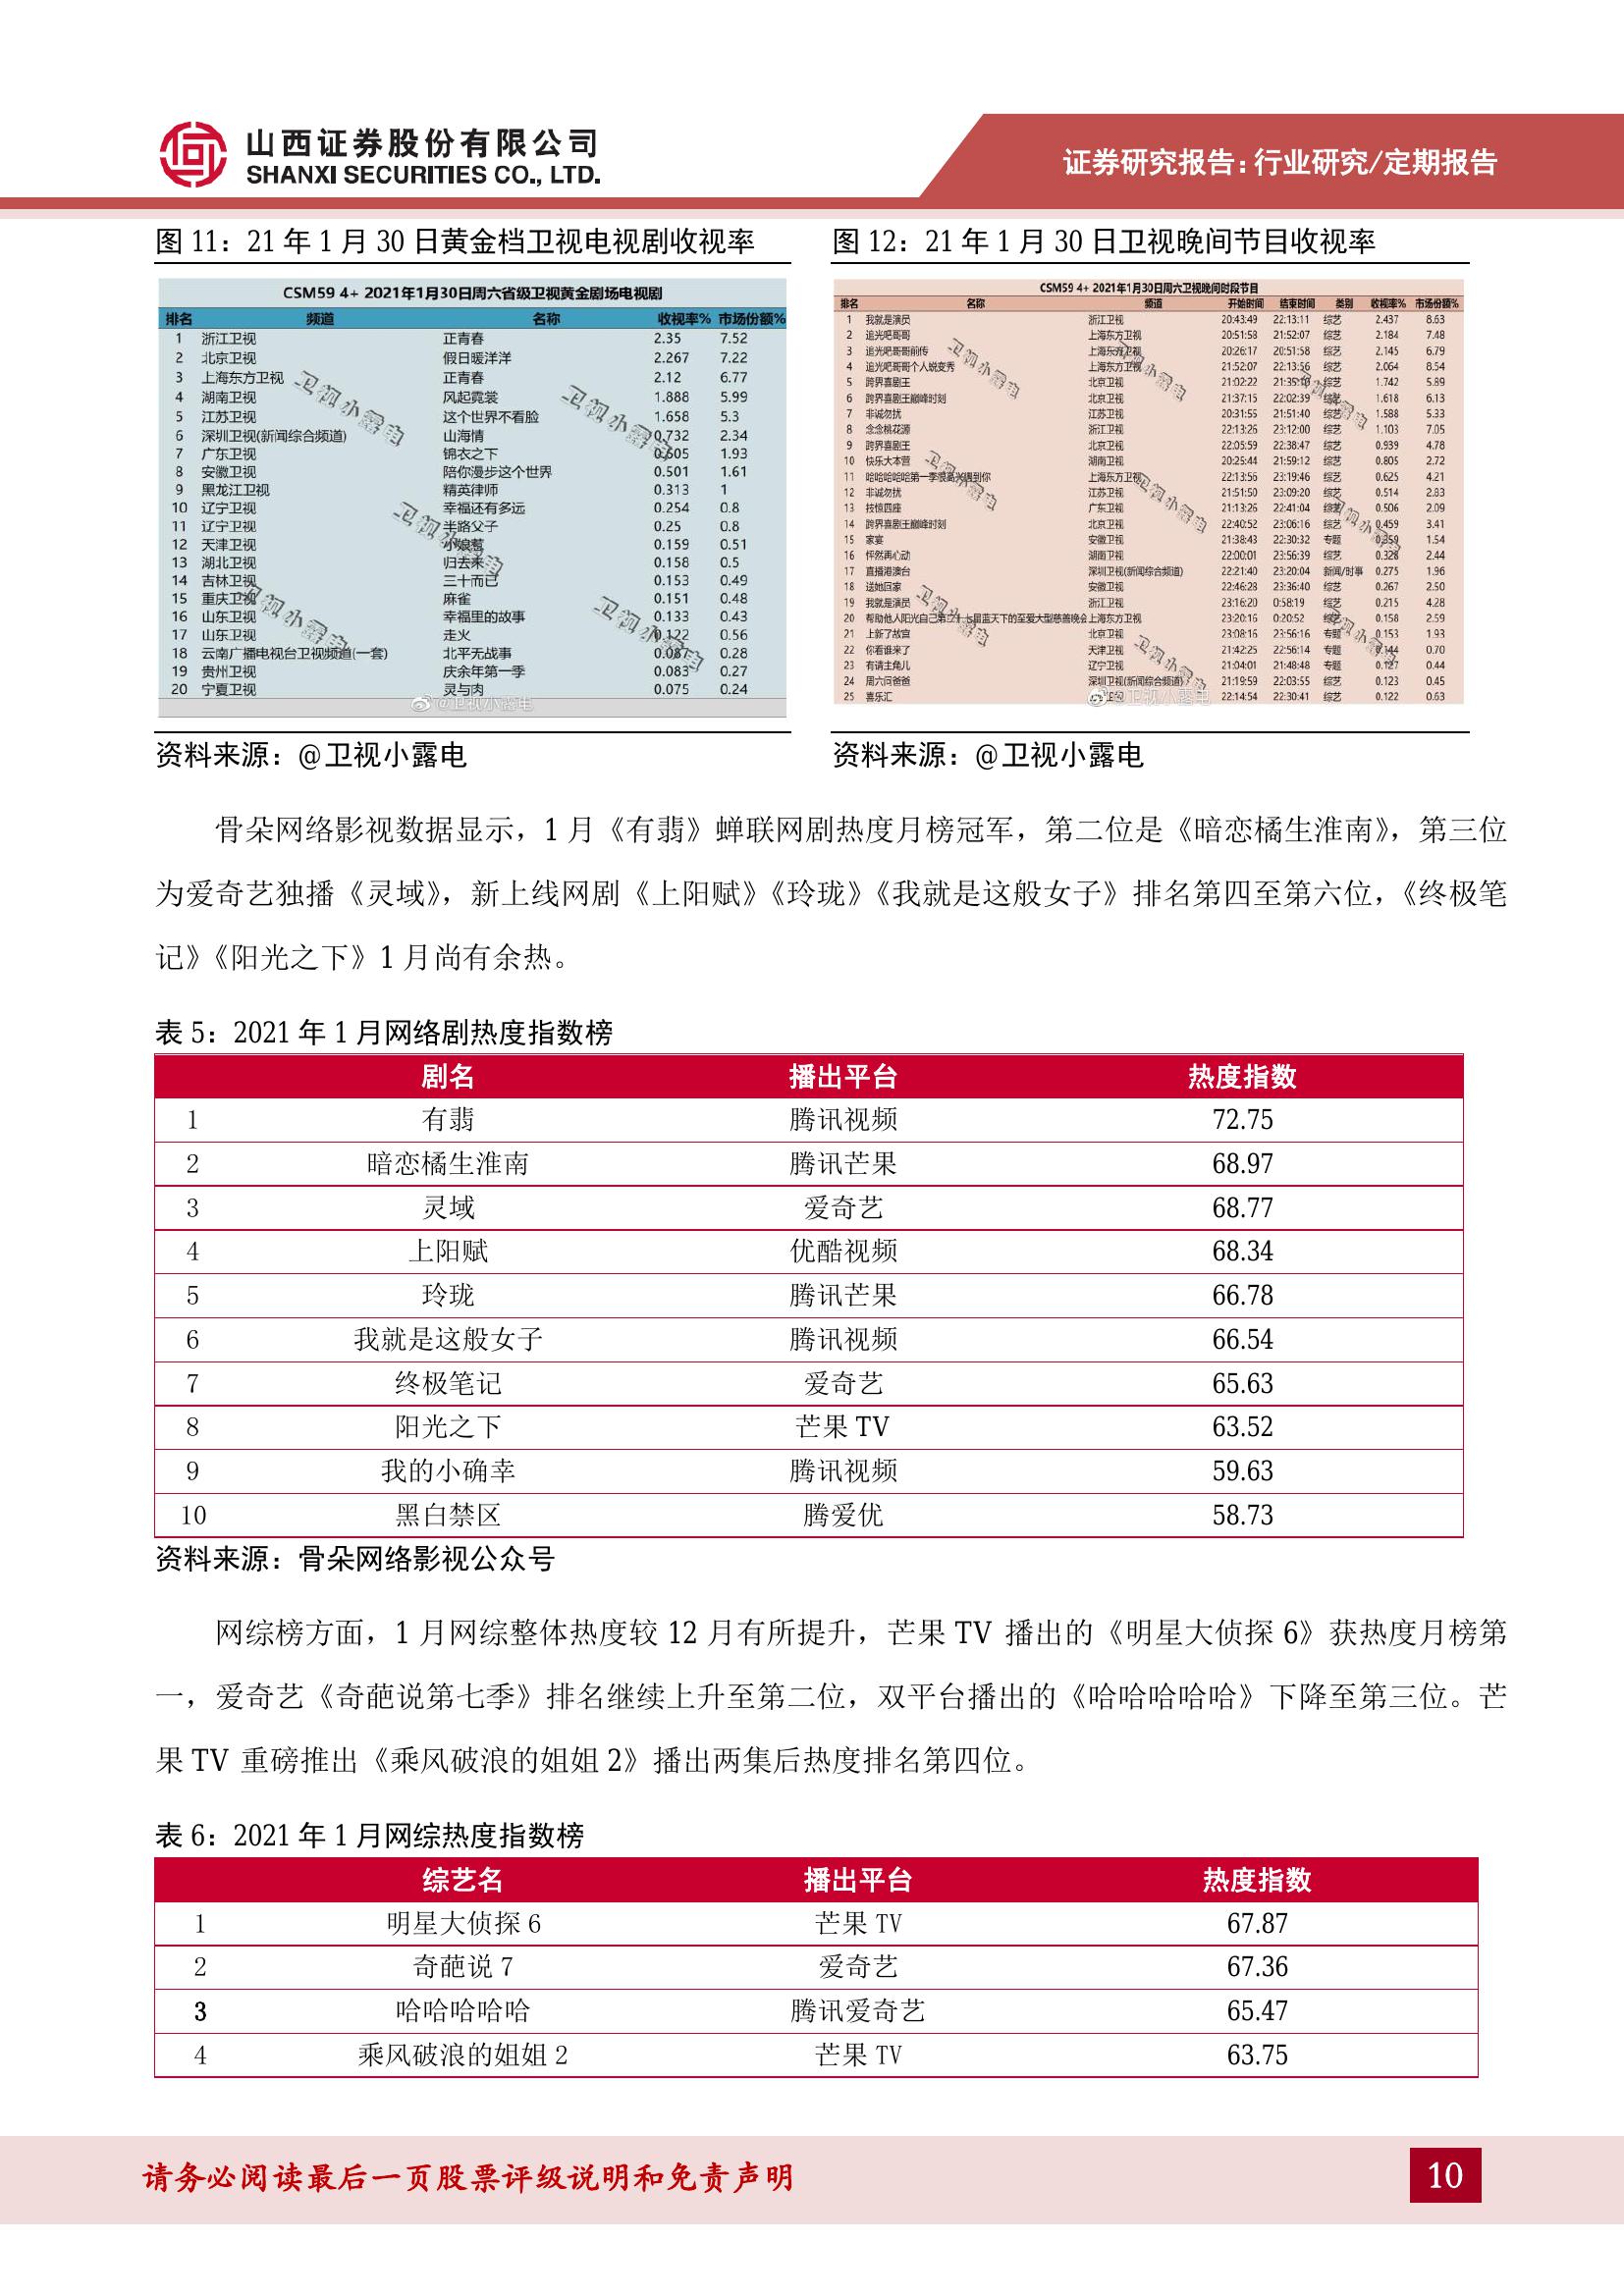 山西证券股份有限公司
SHANXI SECURITIES CO., LTD.
证券研究报告：行业研究/定期报告
图 11：21 年 1 月 30 日黄金档卫视电视剧收视率
CSM59 4+ 2021年1月30日周六省级卫视黄金剧场电视剧
排名 频道 名称 收视率% 市场份额%
1 浙江卫视 正青春 2.35 7.52
2 北京卫视 假日暖洋洋 2.267 7.22
3 上海东方卫视 正青春 2.12 6.77
4 湖南卫视 风起霓裳 1.888 5.99
5 江苏卫视 这个世界不看脸 1.658 5.3
6 深圳卫视(新闻综合频道) 山海情 0.732 2.34
7 广东卫视 锦衣之下 0.605 1.93
8 安徽卫视 陪你漫步这个世界 0.501 1.61
9 黑龙江卫视 精英律师 0.313 1
10 辽宁卫视 幸福还有多远 0.254 0.8
11 辽宁卫视 半路父子 0.25 0.8
12 天津卫视 小娘惹 0.159 0.51
13 湖北卫视 归去来 0.158 0.5
14 吉林卫视 三十而已 0.153 0.49
15 重庆卫视 麻雀 0.151 0.48
16 山东卫视 幸福里的故事 0.133 0.43
17 山东卫视 走火 0.122 0.56
18 云南广播电视台卫视频道(一套) 北平无战事 0.087 0.28
19 贵州卫视 庆余年第一季 0.083 0.27
20 宁夏卫视 灵与肉 0.075 0.24
@卫视小露电
资料来源：@卫视小露电
图 12：21 年 1 月 30 日卫视晚间节目收视率
CSM59 4+ 2021年1月30日周六卫视晚间时段节目
排名 名称 频道 开始时间 结束时间 类别 收视率% 市场份额%
1 我就是演员 浙江卫视 20:43:49 22:13:11 综艺 2.437 8.63
2 追光吧哥哥 上海东方卫视 20:51:58 21:52:07 综艺 2.184 7.48
3 追光吧哥哥前传 上海东方卫视 20:26:17 20:51:58 综艺 2.145 6.79
4 追光吧哥哥个人蜕变秀 上海东方卫视 21:52:07 22:13:56 综艺 2.064 8.54
5 跨界喜剧王 北京卫视 21:02:22 综艺 1.742 5.89
6 跨界喜剧王巅峰时刻 北京卫视 21:37:15 22:02:39 综艺 1.618 6.13
7 非诚勿扰 江苏卫视 20:31:55 21:51:40 综艺 1.588 5.33
8 念念桃花源 浙江卫视 22:13:26 23:12:00 综艺 1.103 7.05
9 跨界喜剧王 北京卫视 22:05:59 22:38:47 综艺 0.939 4.78
10 快乐大本营 湖南卫视 20:25:44 21:59:12 综艺 0.805 2.72
11 哈哈哈哈哈第一季很高兴遇到你 上海东方卫视 22:13:56 23:19:46 综艺 0.625 4.21
12 非诚勿扰 江苏卫视 21:51:50 23:09:20 综艺 0.514 2.83
13 技惊四座 广东卫视 21:13:26 22:41:04 综艺 0.506 2.09
14 跨界喜剧王巅峰时刻 北京卫视 22:40:52 23:06:16 综艺 0.459 3.41
15 家宴 安徽卫视 21:38:43 22:30:32 专题 0.359 1.54
16 怦然再心动 湖南卫视 22:00:01 23:56:39 综艺 0.328 2.44
17 直播港澳台 深圳卫视(新闻综合频道) 22:21:40 23:20:04 新闻/时事 0.275 1.96
18 送她回家 安徽卫视 22:46:28 23:36:40 综艺 0.267 2.50
19 我就是演员 浙江卫视 23:16:20 0:58:19 综艺 0.215 4.28
20 帮助他人阳光自己第二十七届蓝天下的至爱大型慈善晚会 上海东方卫视 23:20:16 0:20:52 综艺 0.158 2.59
21 上新了故宫 北京卫视 23:08:16 23:56:16 专题 0.153 1.93
22 你看谁来了 天津卫视 21:42:25 22:56:14 专题 0.144 0.70
23 有请主角儿 辽宁卫视 21:04:01 21:48:48 专题 0.127 0.44
24 周六问爸爸 深圳卫视(新闻综合频道) 21:19:59 22:03:55 综艺 0.123 0.45
25 喜乐汇 22:14:54 22:30:41 综艺 0.122 0.63
@卫视小露电
资料来源：@卫视小露电
骨朵网络影视数据显示，1 月《有翡》蝉联网剧热度月榜冠军，第二位是《暗恋橘生淮南》，第三位
为爱奇艺独播《灵域》，新上线网剧《上阳赋》《玲珑》《我就是这般女子》排名第四至第六位，《终极笔
记》《阳光之下》1 月尚有余热。
表 5：2021 年 1 月网络剧热度指数榜
剧名 播出平台 热度指数
1 有翡 腾讯视频 72.75
2 暗恋橘生淮南 腾讯芒果 68.97
3 灵域 爱奇艺 68.77
4 上阳赋 优酷视频 68.34
5 玲珑 腾讯芒果 66.78
6 我就是这般女子 腾讯视频 66.54
7 终极笔记 爱奇艺 65.63
8 阳光之下 芒果 TV 63.52
9 我的小确幸 腾讯视频 59.63
10 黑白禁区 腾爱优 58.73
资料来源：骨朵网络影视公众号
网综榜方面，1 月网综整体热度较 12 月有所提升，芒果 TV 播出的《明星大侦探 6》获热度月榜第
一，爱奇艺《奇葩说第七季》排名继续上升至第二位，双平台播出的《哈哈哈哈哈》下降至第三位。芒
果 TV 重磅推出《乘风破浪的姐姐 2》播出两集后热度排名第四位。
表 6：2021 年 1 月网综热度指数榜
综艺名 播出平台 热度指数
1 明星大侦探 6 芒果 TV 67.87
2 奇葩说 7 爱奇艺 67.36
3 哈哈哈哈哈 腾讯爱奇艺 65.47
4 乘风破浪的姐姐 2 芒果 TV 63.75
请务必阅读最后一页股票评级说明和免责声明
10